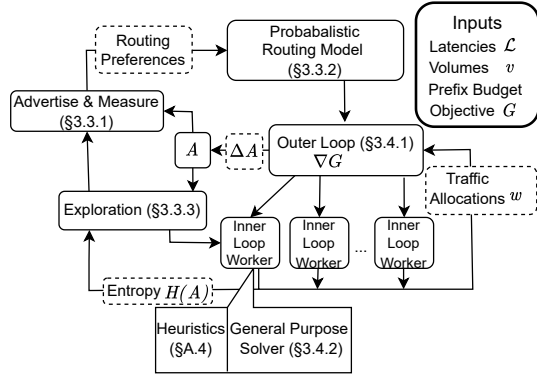 Routing
Preferences
Probabalistic
Routing Model
(§3.3.2)
Inputs
Latencies ℒ
Volumes v
Prefix Budget
Objective G
Advertise & Measure
(§3.3.1)
A
ΔA
Outer Loop (§3.4.1)
∇G
Traffic
Allocations w
Exploration (§3.3.3)
Inner
Loop
Worker
Inner
Loop
Worker
...
Inner
Loop
Worker
Entropy H(A)
Heuristics
(§A.4)
General Purpose
Solver (§3.4.2)